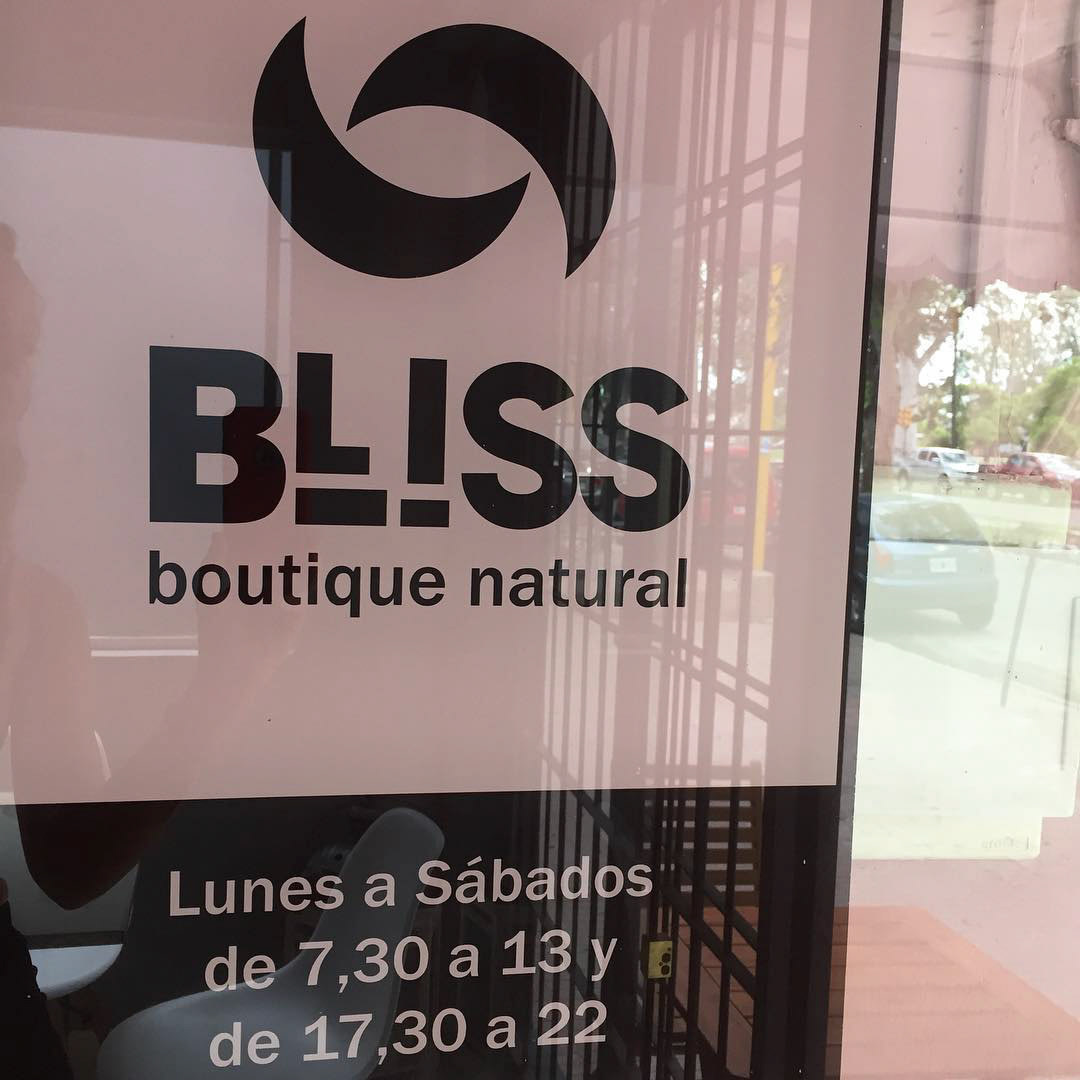 BLISS
boutique natural
Lunes a Sábados
de 7,30 a 13 y
de 17,30 a 22